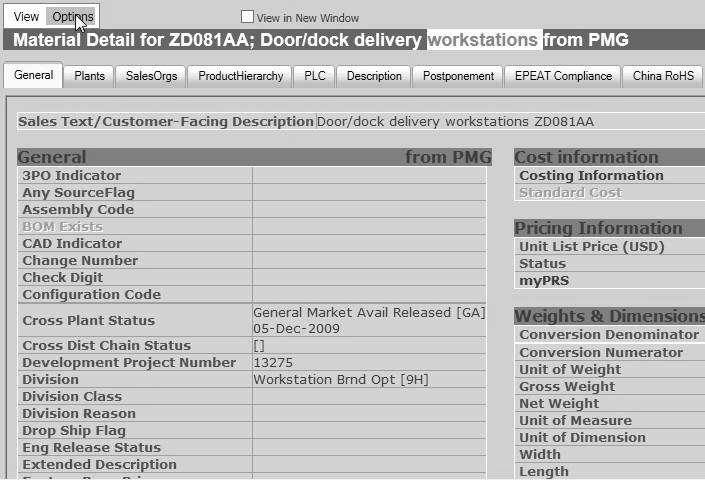 View Options View in New Window
Material Detail for ZD081AA; Door/dock delivery workstations from PMG
General Plants SalesOrgs ProductHierarchy PLC Description Postponement EPEAT Compliance China RoHS
Sales Text/Customer-Facing Description Door/dock delivery workstations ZD081AA
General from PMG
3PO Indicator
Any SourceFlag
Assembly Code
BOM Exists
CAD Indicator
Change Number
Check Digit
Configuration Code
Cross Plant Status General Market Avail Released [GA]
05-Dec-2009
Cross Dist Chain Status []
Development Project Number 13275
Division Workstation Brnd Opt [9H]
Division Class
Division Reason
Drop Ship Flag
Eng Release Status
Extended Description
Cost information
Costing Information
Standard Cost
Pricing Information
Unit List Price (USD)
Status
myPRS
Weights & Dimensions
Conversion Denominator
Conversion Numerator
Unit of Weight
Gross Weight
Net Weight
Unit of Measure
Unit of Dimension
Width
Length